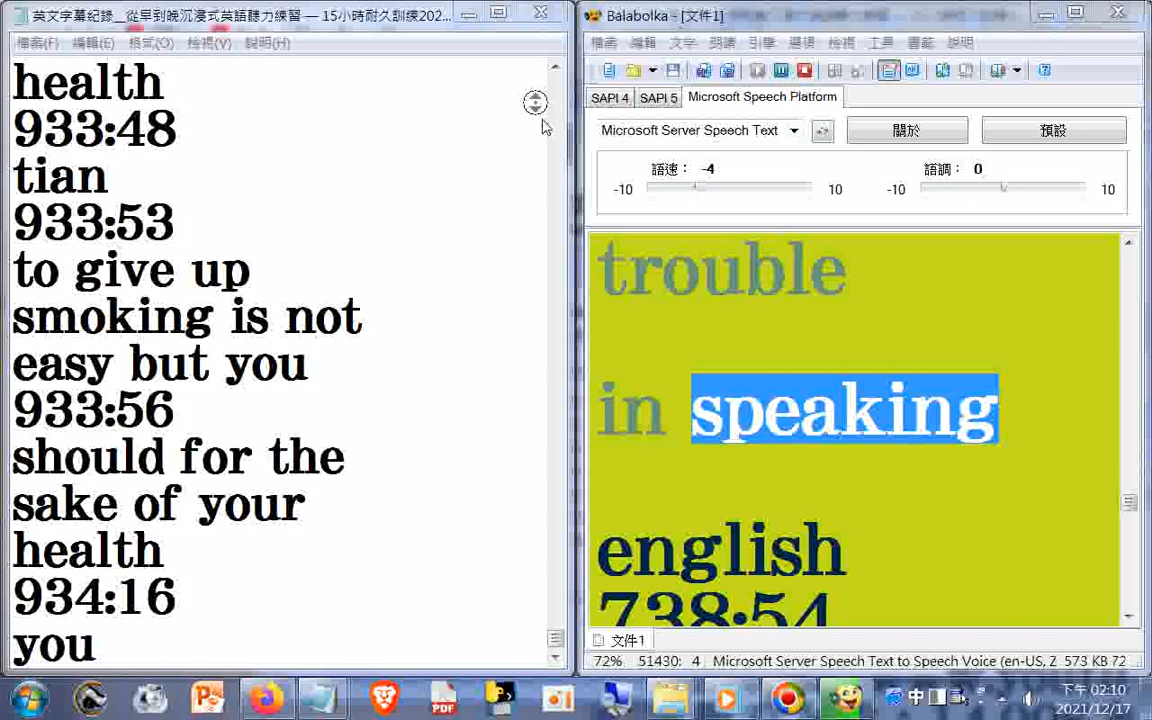 英文字幕紀錄__從早到晚沉浸式英語聽力練習 — 15小時耐久訓練202...
檔案(F) 編輯(E) 格式(O) 檢視(V) 說明(H)
health
933:48
tian
933:53
to give up
smoking is not
easy but you
933:56
should for the
sake of your
health
934:16
you
Balabolka - [文件1]
檔案 編輯 文字 朗讀 引擎 選項 檢視 工具 書籤 說明
SAPI 4 SAPI 5 Microsoft Speech Platform
Microsoft Server Speech Text 關於 預設
語速： -4 語調： 0
-10 10 -10 10
trouble
in speaking
english
738:54
文件1
72% 51430: 4 Microsoft Server Speech Text to Speech Voice (en-US, Z 573 KB 72
PDF
中
下午 02:10
2021/12/17